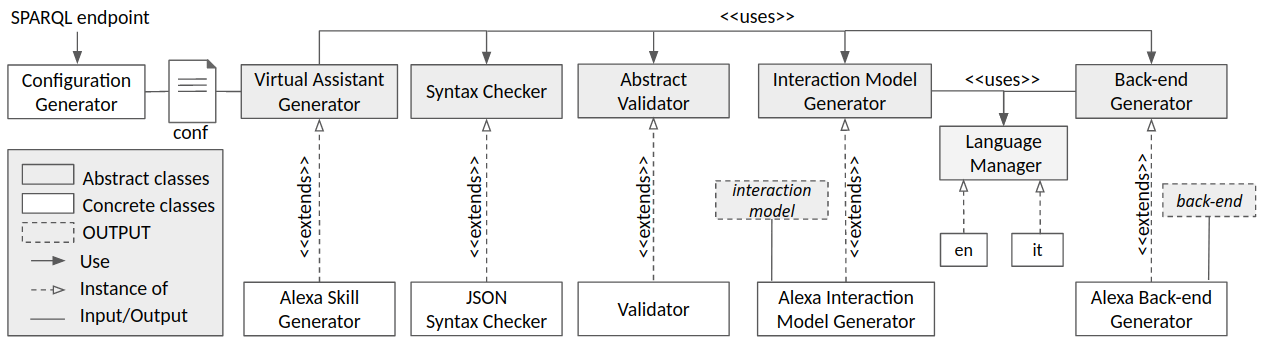 SPARQL endpoint
<<uses>>
Configuration
Generator
conf
Virtual Assistant
Generator
Syntax Checker
Abstract
Validator
Interaction Model
Generator
<<uses>>
Back-end
Generator
Language
Manager
Abstract classes
Concrete classes
OUTPUT
Use
Instance of
Input/Output
<<extends>>
<<extends>>
<<extends>>
interaction
model
<<extends>>
en
it
<<extends>>
back-end
Alexa Skill
Generator
JSON
Syntax Checker
Validator
Alexa Interaction
Model Generator
Alexa Back-end
Generator